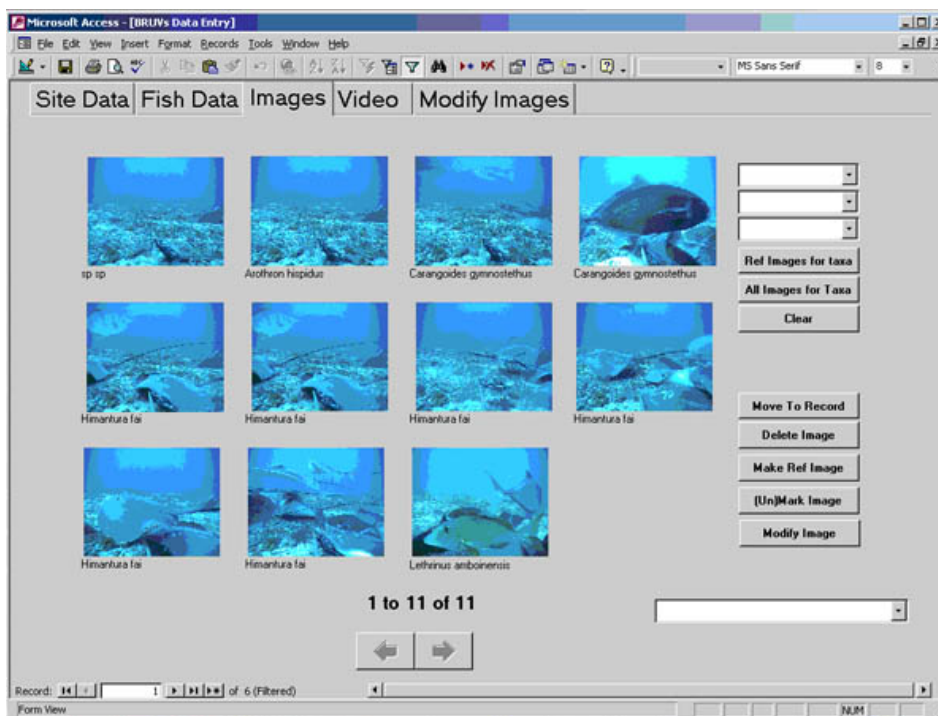 Microsoft Access - [BRUVs Data Entry]
File Edit View Insert Format Records Tools Window Help
MS Sans Serif 8
Site Data Fish Data Images Video Modify Images
sp sp Arothron hispidus Carangoides gymnostethus Carangoides gymnostethus
Ref Images for taxa
All Images for Taxa
Clear
Himantura fai Himantura fai Himantura fai Himantura fai
Move To Record
Delete Image
Make Ref Image
(Un)Mark Image
Modify Image
Himantura fai Himantura fai Lethrinus amboinensis
1 to 11 of 11
Record: 1 of 6 (Filtered)
Form View NUM